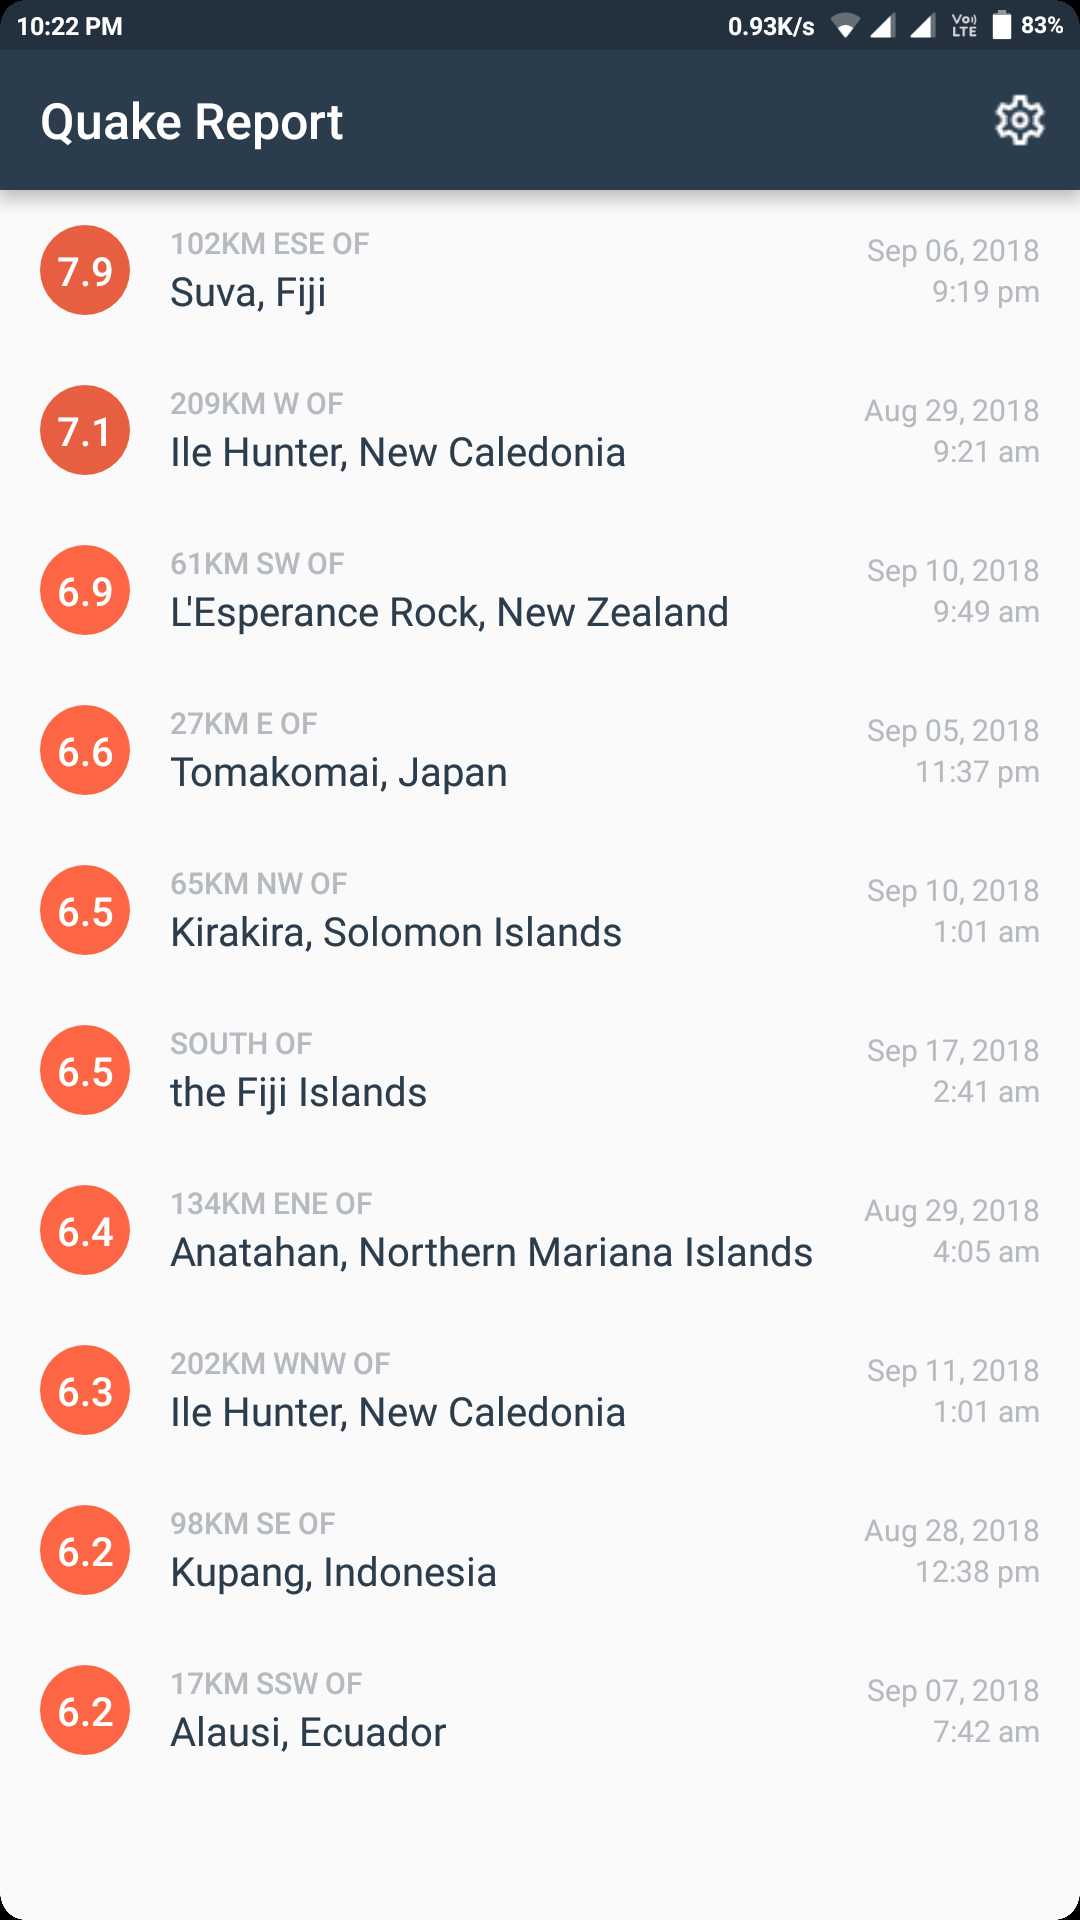 10:22 PM 0.93K/s Vo)) LTE 83%
Quake Report
7.9 102KM ESE OF Sep 06, 2018
Suva, Fiji 9:19 pm
7.1 209KM W OF Aug 29, 2018
Ile Hunter, New Caledonia 9:21 am
6.9 61KM SW OF Sep 10, 2018
L'Esperance Rock, New Zealand 9:49 am
6.6 27KM E OF Sep 05, 2018
Tomakomai, Japan 11:37 pm
6.5 65KM NW OF Sep 10, 2018
Kirakira, Solomon Islands 1:01 am
6.5 SOUTH OF Sep 17, 2018
the Fiji Islands 2:41 am
6.4 134KM ENE OF Aug 29, 2018
Anatahan, Northern Mariana Islands 4:05 am
6.3 202KM WNW OF Sep 11, 2018
Ile Hunter, New Caledonia 1:01 am
6.2 98KM SE OF Aug 28, 2018
Kupang, Indonesia 12:38 pm
6.2 17KM SSW OF Sep 07, 2018
Alausi, Ecuador 7:42 am